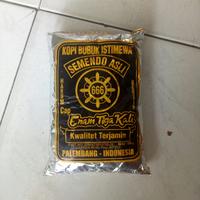 KOPI BUBUK ISTIMEWA
SEMENDO ASLI
666
Cap
Enam Tiga Kali
Kwalitet Terjamin
PALEMBANG - INDONESIA